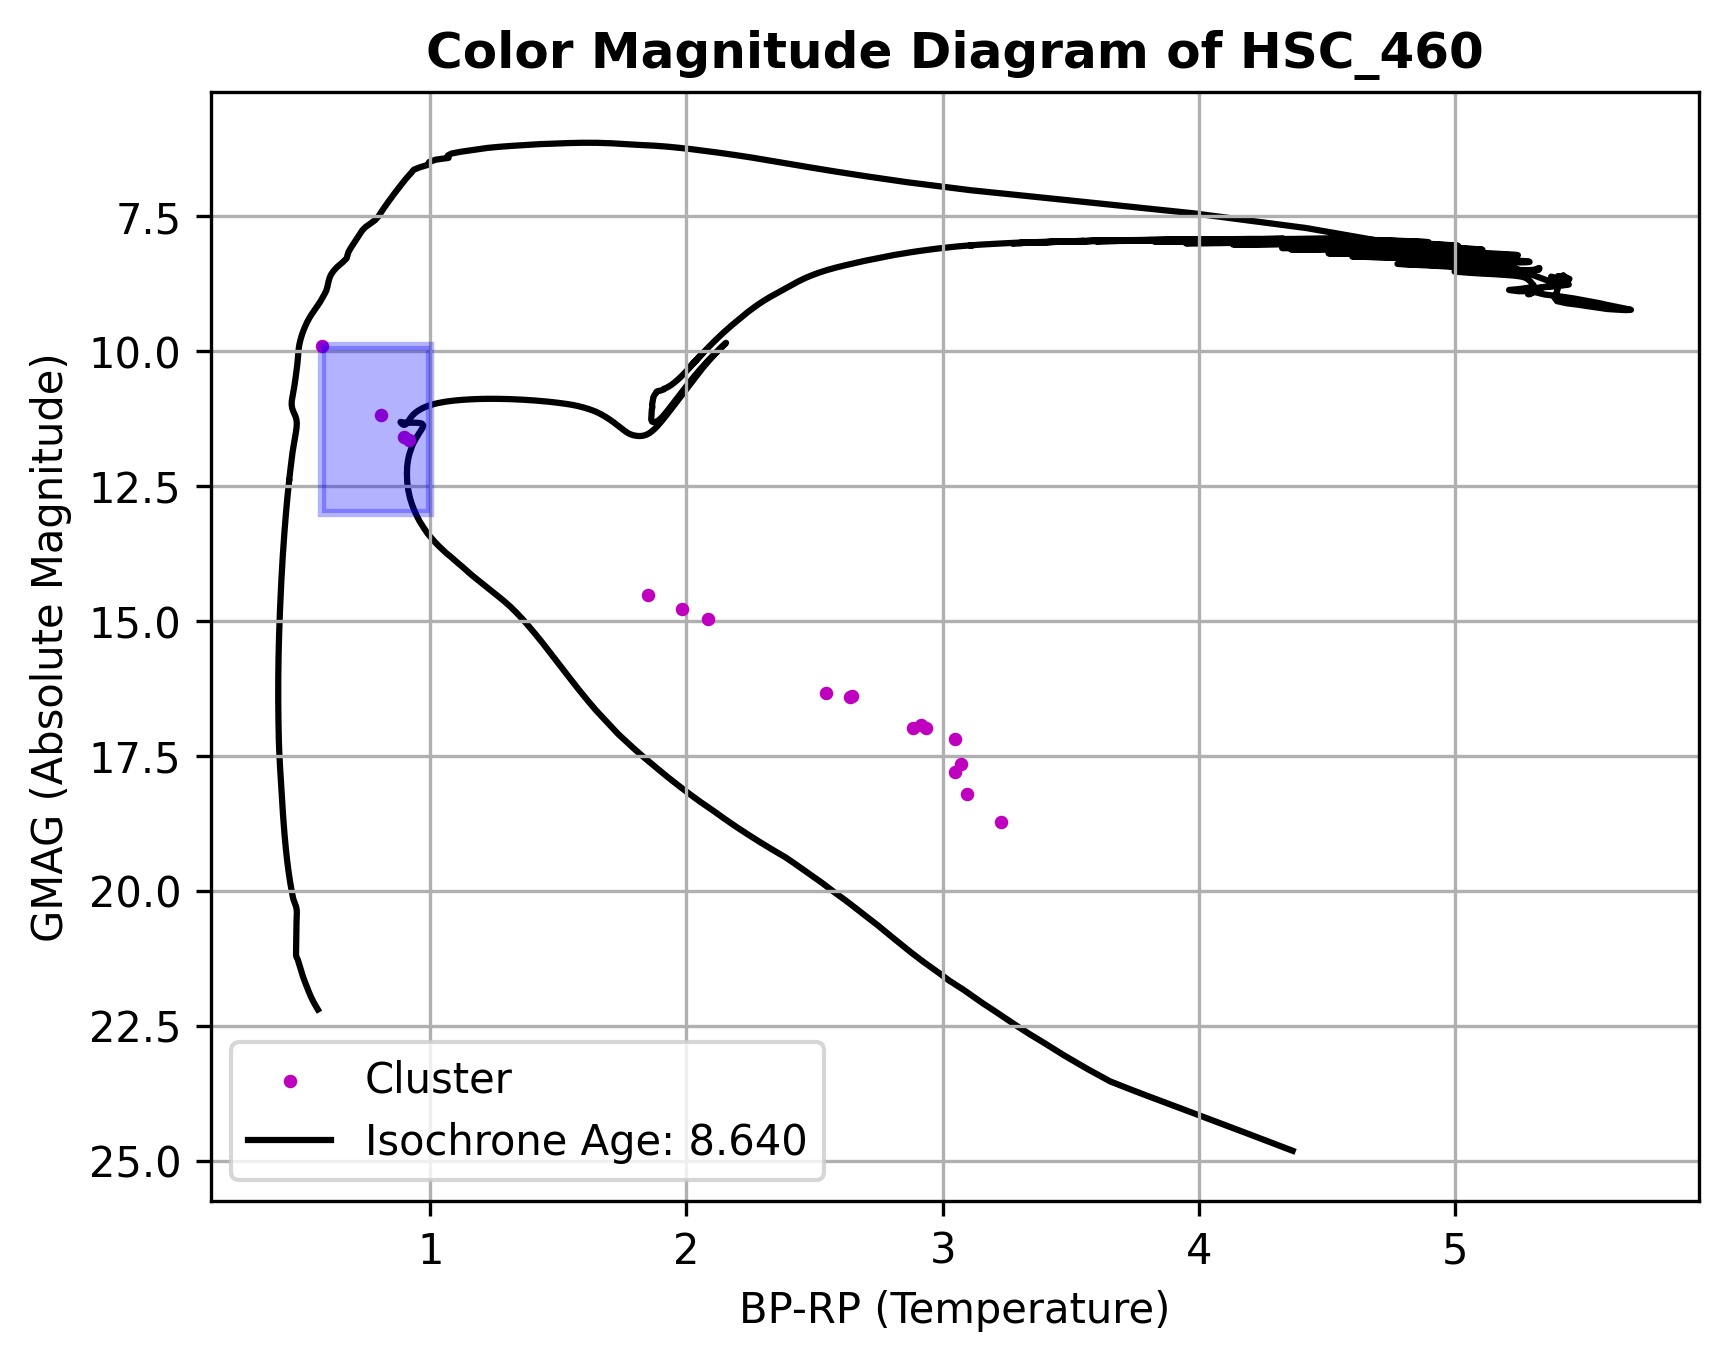 Color Magnitude Diagram of HSC_460
GMAG (Absolute Magnitude)
7.5
10.0
12.5
15.0
17.5
20.0
22.5
25.0
Cluster
Isochrone Age: 8.640
1 2 3 4 5
BP-RP (Temperature)